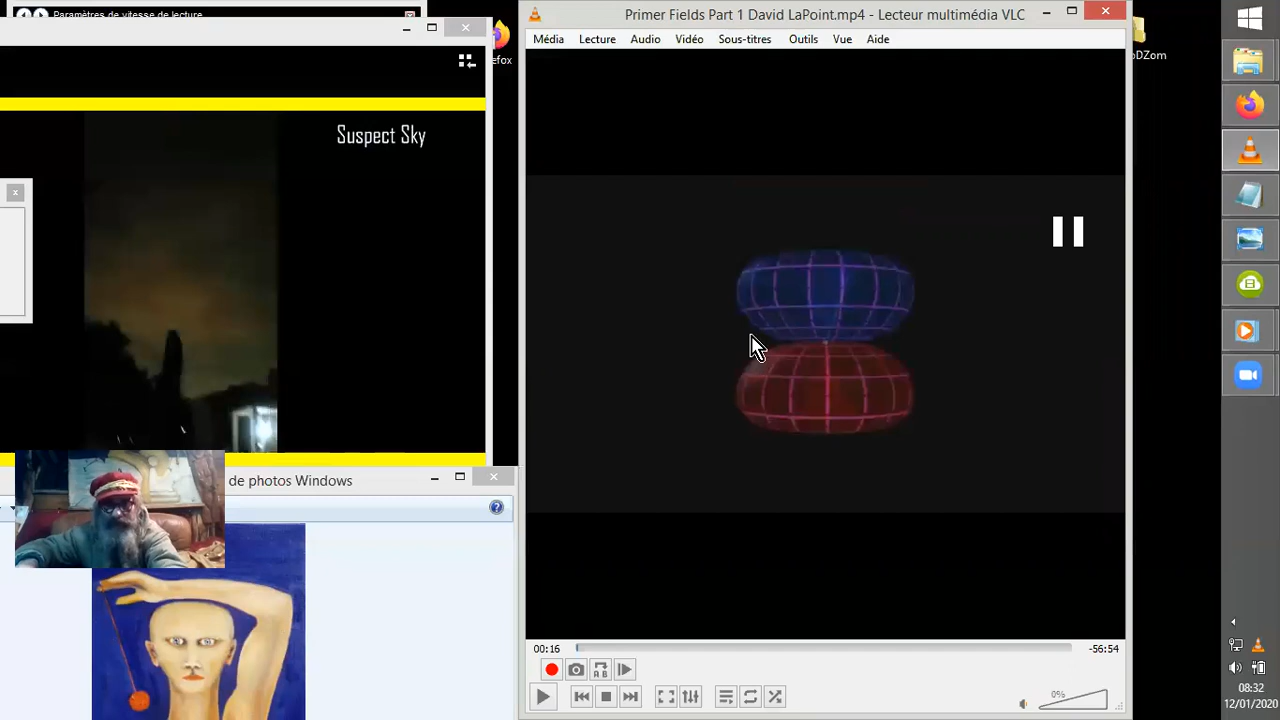 Paramètres de vitesse de lecture
Primer Fields Part 1 David LaPoint.mp4 - Lecteur multimédia VLC
Média Lecture Audio Vidéo Sous-titres Outils Vue Aide
efox
oDZom
Suspect Sky
de photos Windows
00:16
-56:54
A B
0%
08:32
12/01/2020